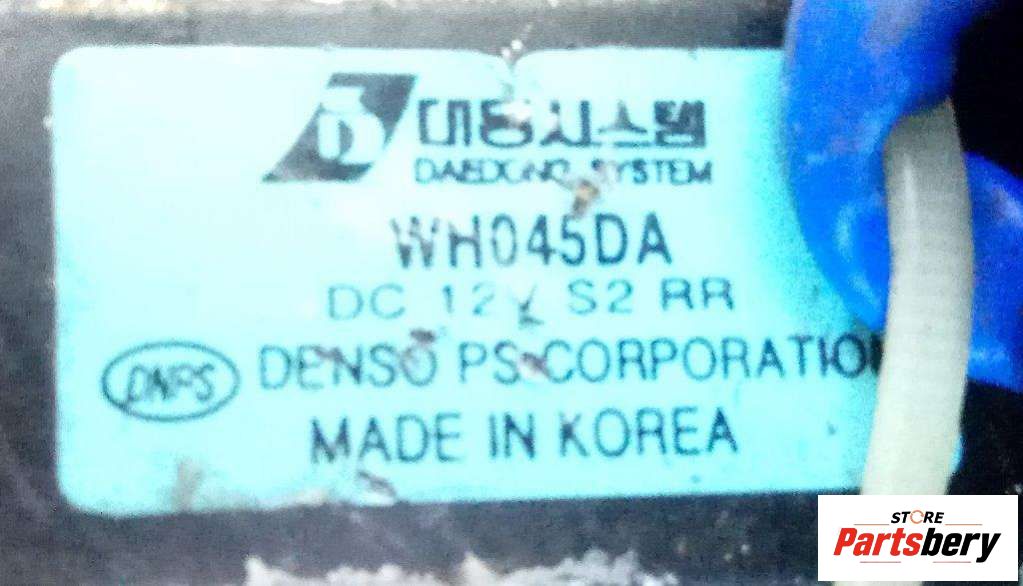 대동시스템
DAEDONG SYSTEM
WH045DA
DC 12V S2 RR
DNPS
DENSO PS CORPORATION
MADE IN KOREA
STORE
Partsbery